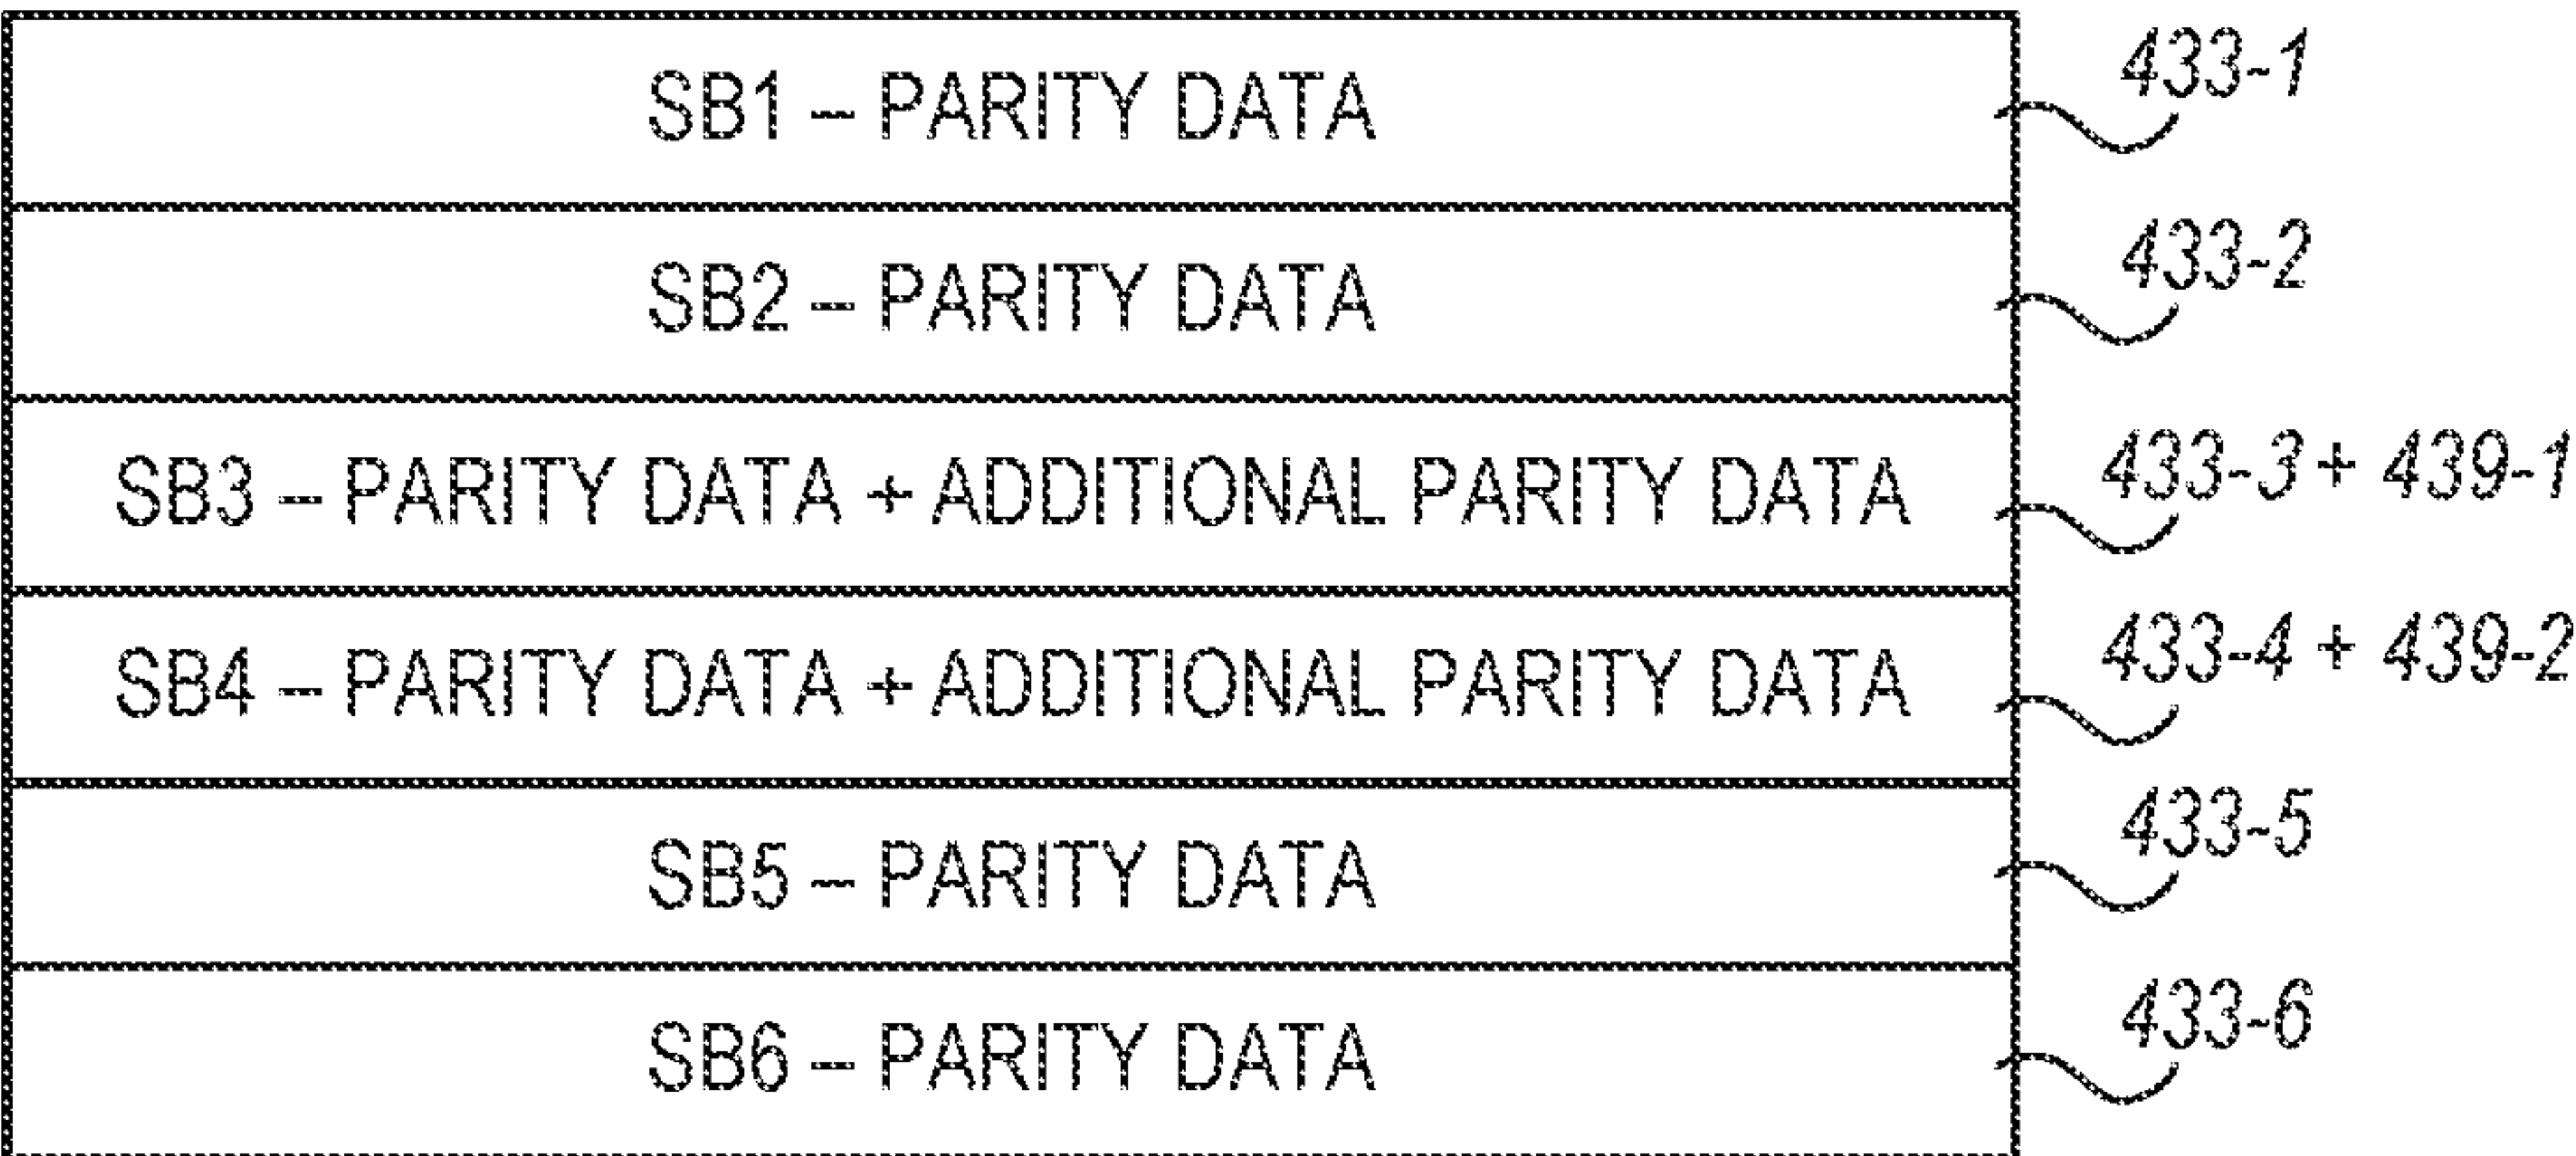 SB1 – PARITY DATA 433-1
SB2 – PARITY DATA 433-2
SB3 – PARITY DATA + ADDITIONAL PARITY DATA 433-3 + 439-1
SB4 – PARITY DATA + ADDITIONAL PARITY DATA 433-4 + 439-2
SB5 – PARITY DATA 433-5
SB6 – PARITY DATA 433-6